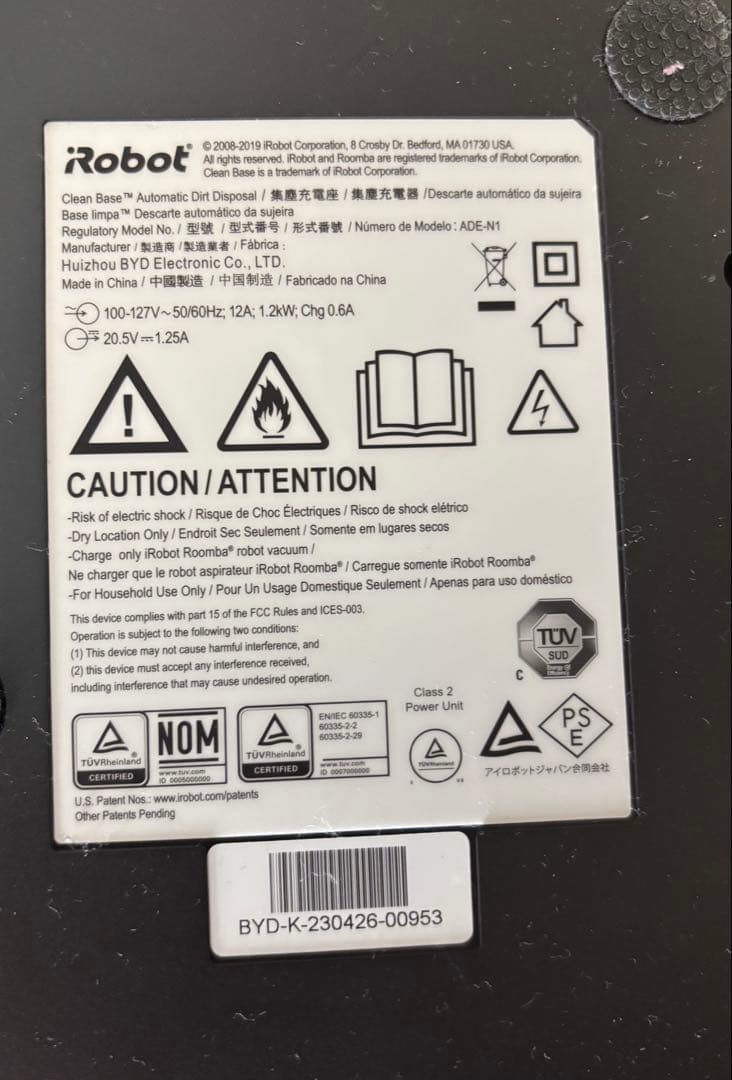 iRobot®
© 2008-2019 iRobot Corporation, 8 Crosby Dr. Bedford, MA 01730 USA.
All rights reserved. iRobot and Roomba are registered trademarks of iRobot Corporation.
Clean Base is a trademark of iRobot Corporation.
Clean Base™ Automatic Dirt Disposal / 集塵充電座 / 集塵充電器 /Descarte automático da sujeira
Base limpa™ Descarte automático da sujeira
Regulatory Model No. / 型號 / 型式番号 / 形式番號 / Número de Modelo : ADE-N1
Manufacturer / 製造商 /製造業者 / Fábrica :
Huizhou BYD Electronic Co., LTD.
Made in China / 中國製造 / 中国制造 / Fabricado na China
100-127V~50/60Hz; 12A; 1.2kW; Chg 0.6A
20.5V⎓1.25A
CAUTION / ATTENTION
-Risk of electric shock / Risque de Choc Électriques / Risco de shock elétrico
-Dry Location Only / Endroit Sec Seulement / Somente em lugares secos
-Charge only iRobot Roomba® robot vacuum /
Ne charger que le robot aspirateur iRobot Roomba® / Carregue somente iRobot Roomba®
-For Household Use Only / Pour Un Usage Domestique Seulement / Apenas para uso doméstico
This device complies with part 15 of the FCC Rules and ICES-003.
Operation is subject to the following two conditions:
(1) This device may not cause harmful interference, and
(2) this device must accept any interference received,
including interference that may cause undesired operation.
TÜV
SÜD
Energy Efficiency
C
TÜVRheinland®
CERTIFIED
NOM
www.tuv.com
ID 0005000000
TÜVRheinland®
CERTIFIED
EN/IEC 60335-1
60335-2-2
60335-2-29
www.tuv.com
ID 0007000000
Class 2
Power Unit
TÜVRheinland
c
us
PS
E
アイロボットジャパン合同会社
U.S. Patent Nos.: www.irobot.com/patents
Other Patents Pending
BYD-K-230426-00953